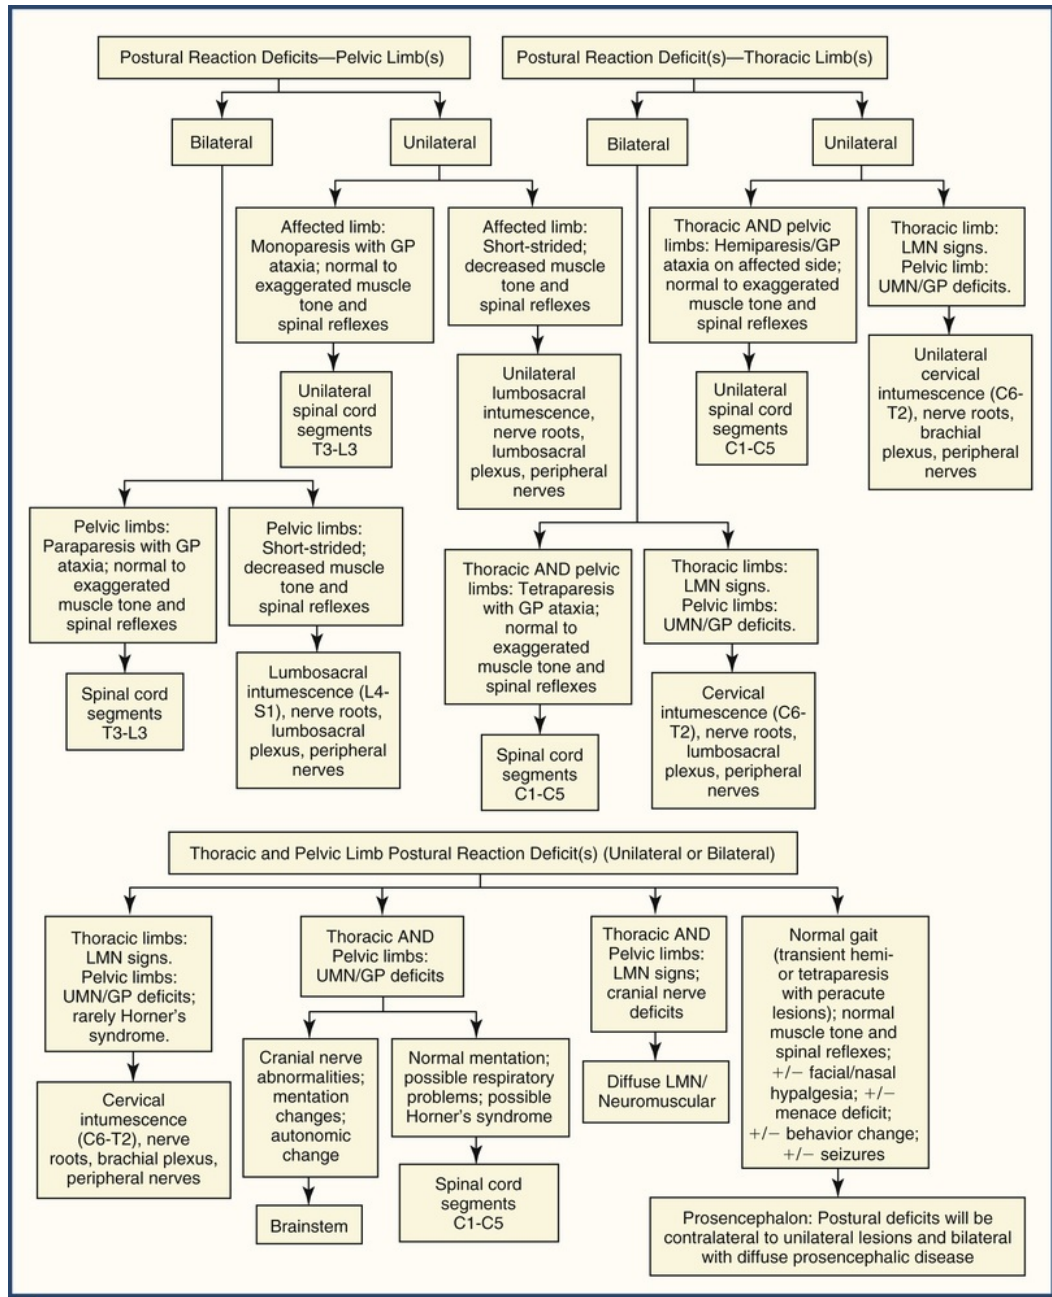 Postural Reaction Deficits—Pelvic Limb(s)
Bilateral
Unilateral
Affected limb:
Monoparesis with GP
ataxia; normal to
exaggerated muscle
tone and
spinal reflexes
Unilateral
spinal cord
segments
T3-L3
Affected limb:
Short-strided;
decreased muscle
tone and
spinal reflexes
Unilateral
lumbosacral
intumescence,
nerve roots,
lumbosacral
plexus, peripheral
nerves
Pelvic limbs:
Paraparesis with GP
ataxia; normal to
exaggerated
muscle tone and
spinal reflexes
Spinal cord
segments
T3-L3
Pelvic limbs:
Short-strided;
decreased muscle
tone and
spinal reflexes
Lumbosacral
intumescence (L4-
S1), nerve roots,
lumbosacral
plexus, peripheral
nerves
Postural Reaction Deficit(s)—Thoracic Limb(s)
Bilateral
Unilateral
Thoracic AND pelvic
limbs: Hemiparesis/GP
ataxia on affected side;
normal to exaggerated
muscle tone and
spinal reflexes
Unilateral
spinal cord
segments
C1-C5
Thoracic limb:
LMN signs.
Pelvic limb:
UMN/GP deficits.
Unilateral
cervical
intumescence (C6-
T2), nerve roots,
brachial
plexus, peripheral
nerves
Thoracic AND pelvic
limbs: Tetraparesis
with GP ataxia;
normal to
exaggerated
muscle tone and
spinal reflexes
Spinal cord
segments
C1-C5
Thoracic limbs:
LMN signs.
Pelvic limbs:
UMN/GP deficits.
Cervical
intumescence (C6-
T2), nerve roots,
lumbosacral
plexus, peripheral
nerves
Thoracic and Pelvic Limb Postural Reaction Deficit(s) (Unilateral or Bilateral)
Thoracic limbs:
LMN signs.
Pelvic limbs:
UMN/GP deficits;
rarely Horner's
syndrome.
Cervical
intumescence
(C6-T2), nerve
roots, brachial plexus,
peripheral nerves
Thoracic AND
Pelvic limbs:
UMN/GP deficits
Cranial nerve
abnormalities;
mentation
changes;
autonomic
change
Brainstem
Normal mentation;
possible respiratory
problems; possible
Horner's syndrome
Spinal cord
segments
C1-C5
Thoracic AND
Pelvic limbs:
LMN signs;
cranial nerve
deficits
Diffuse LMN/
Neuromuscular
Normal gait
(transient hemi-
or tetraparesis
with peracute
lesions); normal
muscle tone and
spinal reflexes;
+/− facial/nasal
hypalgesia; +/−
menace deficit;
+/− behavior change;
+/− seizures
Prosencephalon: Postural deficits will be
contralateral to unilateral lesions and bilateral
with diffuse prosencephalic disease